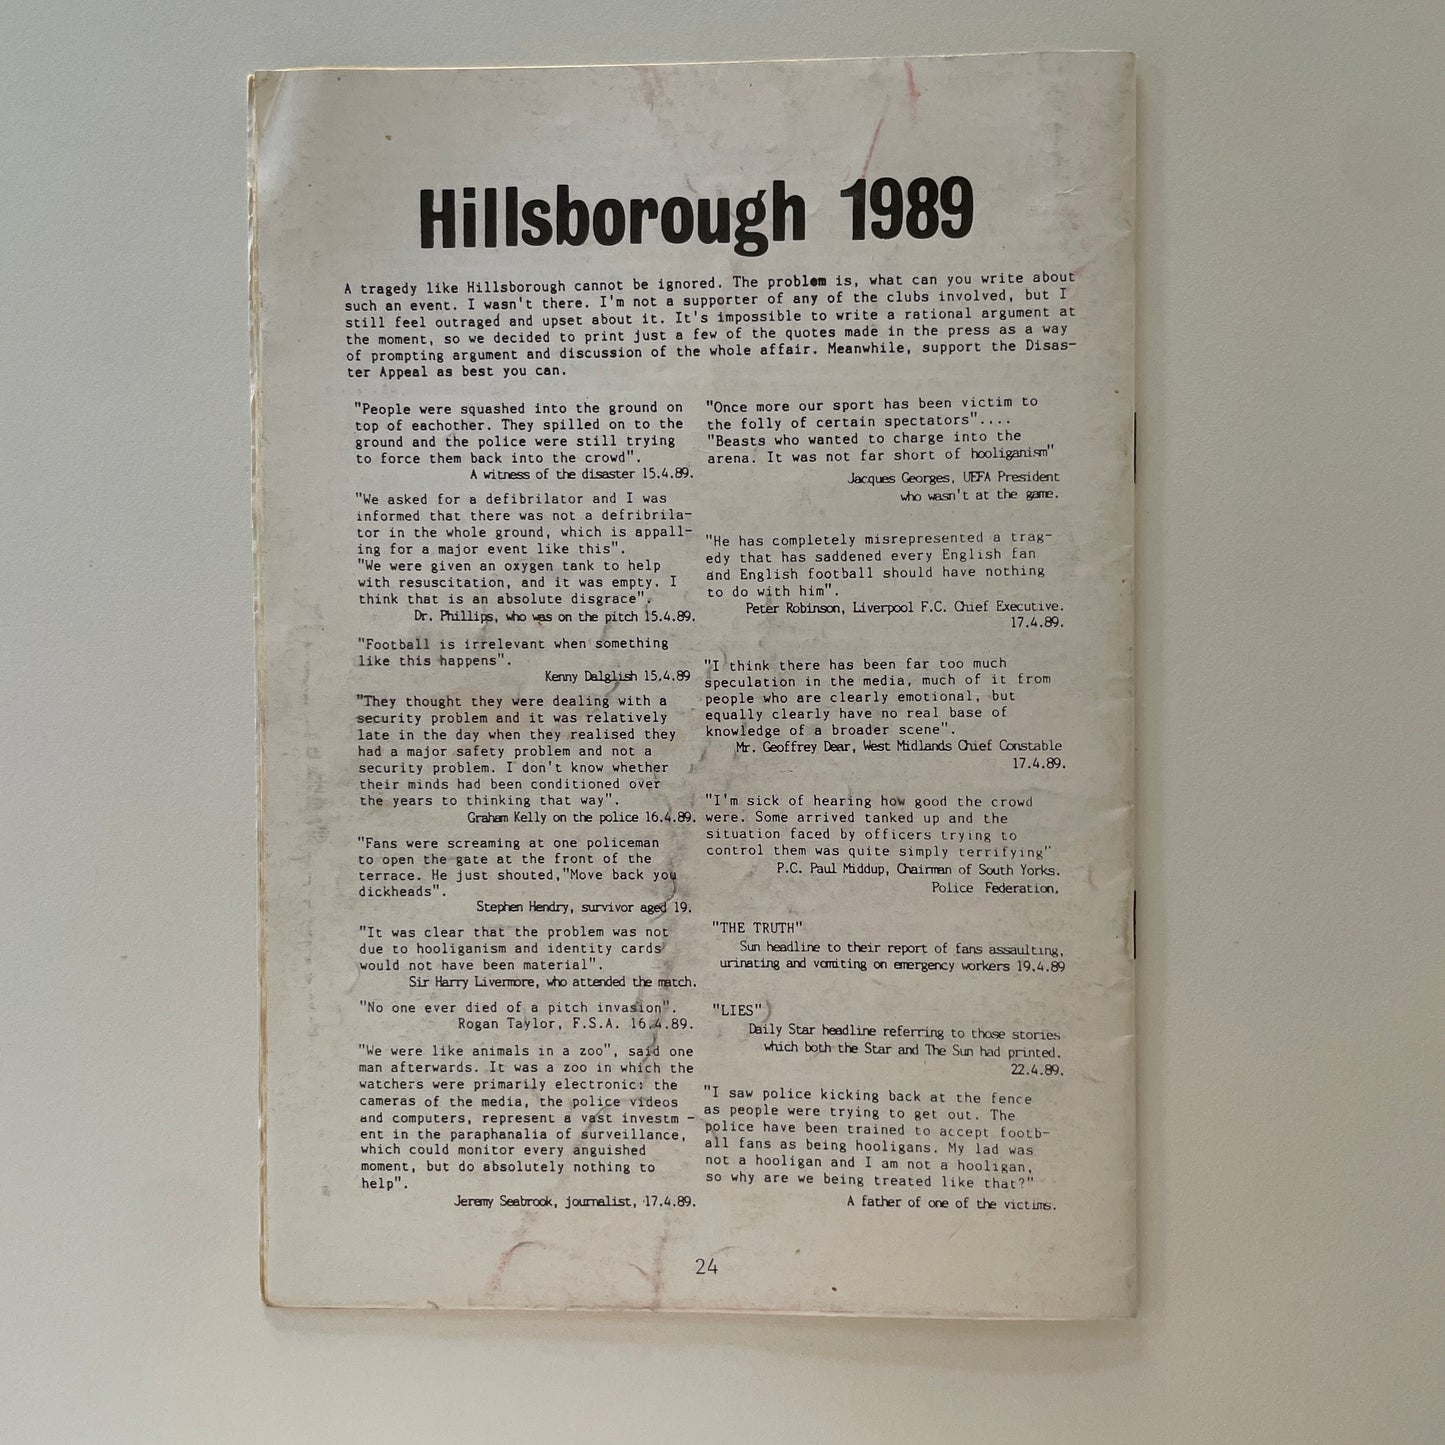 Hillsborough 1989
A tragedy like Hillsborough cannot be ignored. The problem is, what can you write about
such an event. I wasn't there. I'm not a supporter of any of the clubs involved, but I
still feel outraged and upset about it. It's impossible to write a rational argument at
the moment, so we decided to print just a few of the quotes made in the press as a way
of prompting argument and discussion of the whole affair. Meanwhile, support the Disas-
ter Appeal as best you can.
"People were squashed into the ground on
top of eachother. They spilled on to the
ground and the police were still trying
to force them back into the crowd".
A witness of the disaster 15.4.89.
"We asked for a defibrilator and I was
informed that there was not a defribrila-
tor in the whole ground, which is appall-
ing for a major event like this".
"We were given an oxygen tank to help
with resuscitation, and it was empty. I
think that is an absolute disgrace".
Dr. Phillips, who was on the pitch 15.4.89.
"Football is irrelevant when something
like this happens".
Kenny Dalglish 15.4.89
"They thought they were dealing with a
security problem and it was relatively
late in the day when they realised they
had a major safety problem and not a
security problem. I don't know whether
their minds had been conditioned over
the years to thinking that way".
Graham Kelly on the police 16.4.89.
"Fans were screaming at one policeman
to open the gate at the front of the
terrace. He just shouted,"Move back you
dickheads".
Stephen Hendry, survivor aged 19.
"It was clear that the problem was not
due to hooliganism and identity cards
would not have been material".
Sir Harry Livermore, who attended the match.
"No one ever died of a pitch invasion".
Rogan Taylor, F.S.A. 16.4.89.
"We were like animals in a zoo", said one
man afterwards. It was a zoo in which the
watchers were primarily electronic: the
cameras of the media, the police videos
and computers, represent a vast investm -
ent in the paraphanalia of surveillance,
which could monitor every anguished
moment, but do absolutely nothing to
help".
Jeremy Seabrook, journalist, 17.4.89.
"Once more our sport has been victim to
the folly of certain spectators"....
"Beasts who wanted to charge into the
arena. It was not far short of hooliganism"
Jacques Georges, UEFA President
who wasn't at the game.
"He has completely misrepresented a trag-
edy that has saddened every English fan
and English football should have nothing
to do with him".
Peter Robinson, Liverpool F.C. Chief Executive.
17.4.89.
"I think there has been far too much
speculation in the media, much of it from
people who are clearly emotional, but
equally clearly have no real base of
knowledge of a broader scene".
Mr. Geoffrey Dear, West Midlands Chief Constable
17.4.89.
"I'm sick of hearing how good the crowd
were. Some arrived tanked up and the
situation faced by officers trying to
control them was quite simply terrifying"
P.C. Paul Middup, Chairman of South Yorks.
Police Federation.
"THE TRUTH"
Sun headline to their report of fans assaulting,
urinating and vomiting on emergency workers 19.4.89
"LIES"
Daily Star headline referring to those stories
which both the Star and The Sun had printed.
22.4.89.
"I saw police kicking back at the fence
as people were trying to get out. The
police have been trained to accept footb-
all fans as being hooligans. My lad was
not a hooligan and I am not a hooligan,
so why are we being treated like that?"
A father of one of the victims.
24